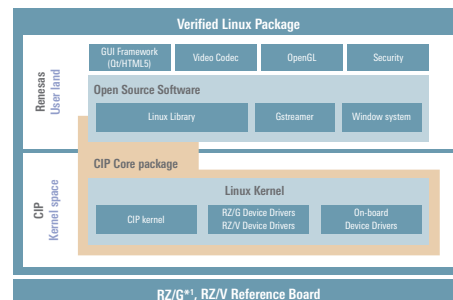 Verified Linux Package
Renesas
User land
GUI Framework
(Qt/HTML5)
Video Codec
OpenGL
Security
Open Source Software
Linux Library
Gstreamer
Window system
CIP
Kernel space
CIP Core package
Linux Kernel
CIP kernel
RZ/G Device Drivers
RZ/V Device Drivers
On-board
Device Drivers
RZ/G*1, RZ/V Reference Board